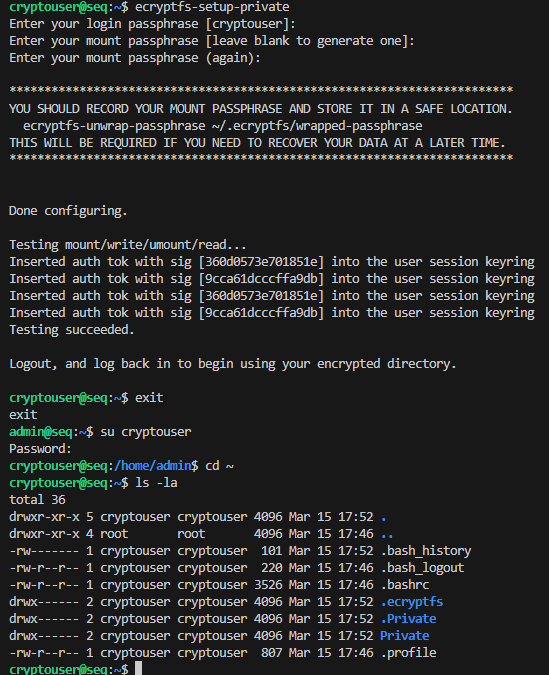 cryptouser@seq:~$ ecryptfs-setup-private
Enter your login passphrase [cryptouser]:
Enter your mount passphrase [leave blank to generate one]:
Enter your mount passphrase (again):
************************************************************************
YOU SHOULD RECORD YOUR MOUNT PASSPHRASE AND STORE IT IN A SAFE LOCATION.
  ecryptfs-unwrap-passphrase ~/.ecryptfs/wrapped-passphrase
THIS WILL BE REQUIRED IF YOU NEED TO RECOVER YOUR DATA AT A LATER TIME.
************************************************************************
Done configuring.
Testing mount/write/umount/read...
Inserted auth tok with sig [360d0573e701851e] into the user session keyring
Inserted auth tok with sig [9cca61dcccffa9db] into the user session keyring
Inserted auth tok with sig [360d0573e701851e] into the user session keyring
Inserted auth tok with sig [9cca61dcccffa9db] into the user session keyring
Testing succeeded.
Logout, and log back in to begin using your encrypted directory.
cryptouser@seq:~$ exit
exit
admin@seq:~$ su cryptouser
Password:
cryptouser@seq:/home/admin$ cd ~
cryptouser@seq:~$ ls -la
total 36
drwxr-xr-x 5 cryptouser cryptouser 4096 Mar 15 17:52 .
drwxr-xr-x 4 root       root       4096 Mar 15 17:46 ..
-rw------- 1 cryptouser cryptouser  101 Mar 15 17:52 .bash_history
-rw-r--r-- 1 cryptouser cryptouser  220 Mar 15 17:46 .bash_logout
-rw-r--r-- 1 cryptouser cryptouser 3526 Mar 15 17:46 .bashrc
drwx------ 2 cryptouser cryptouser 4096 Mar 15 17:52 .ecryptfs
drwx------ 2 cryptouser cryptouser 4096 Mar 15 17:52 .Private
drwx------ 2 cryptouser cryptouser 4096 Mar 15 17:52 Private
-rw-r--r-- 1 cryptouser cryptouser  807 Mar 15 17:46 .profile
cryptouser@seq:~$